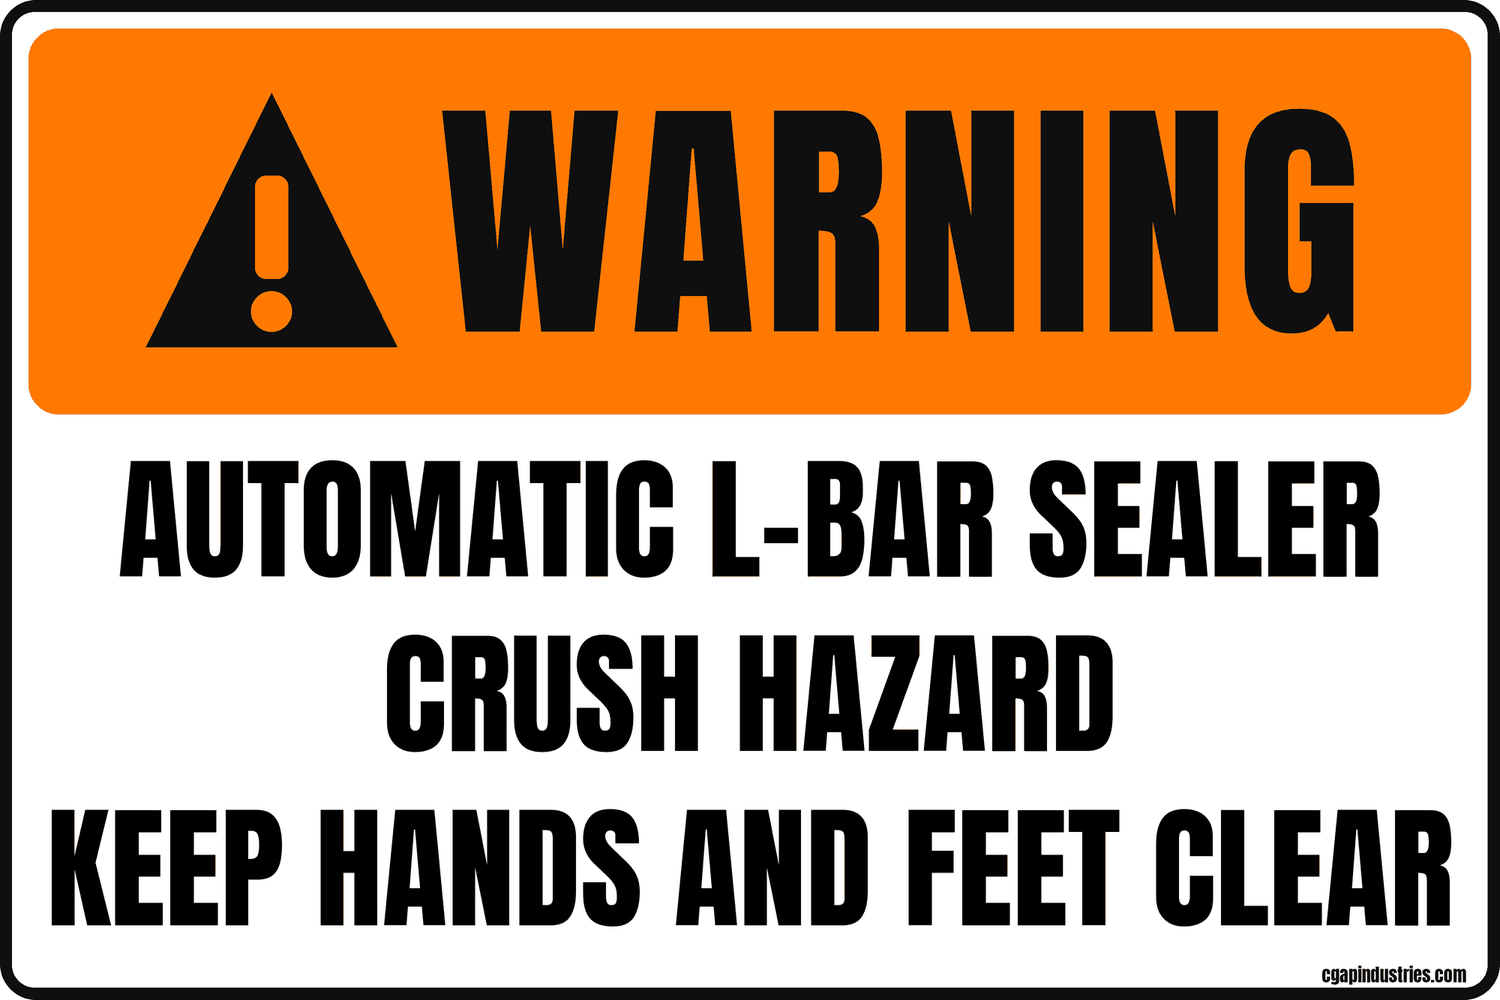 WARNING
AUTOMATIC L-BAR SEALER
CRUSH HAZARD
KEEP HANDS AND FEET CLEAR
cgapindustries.com